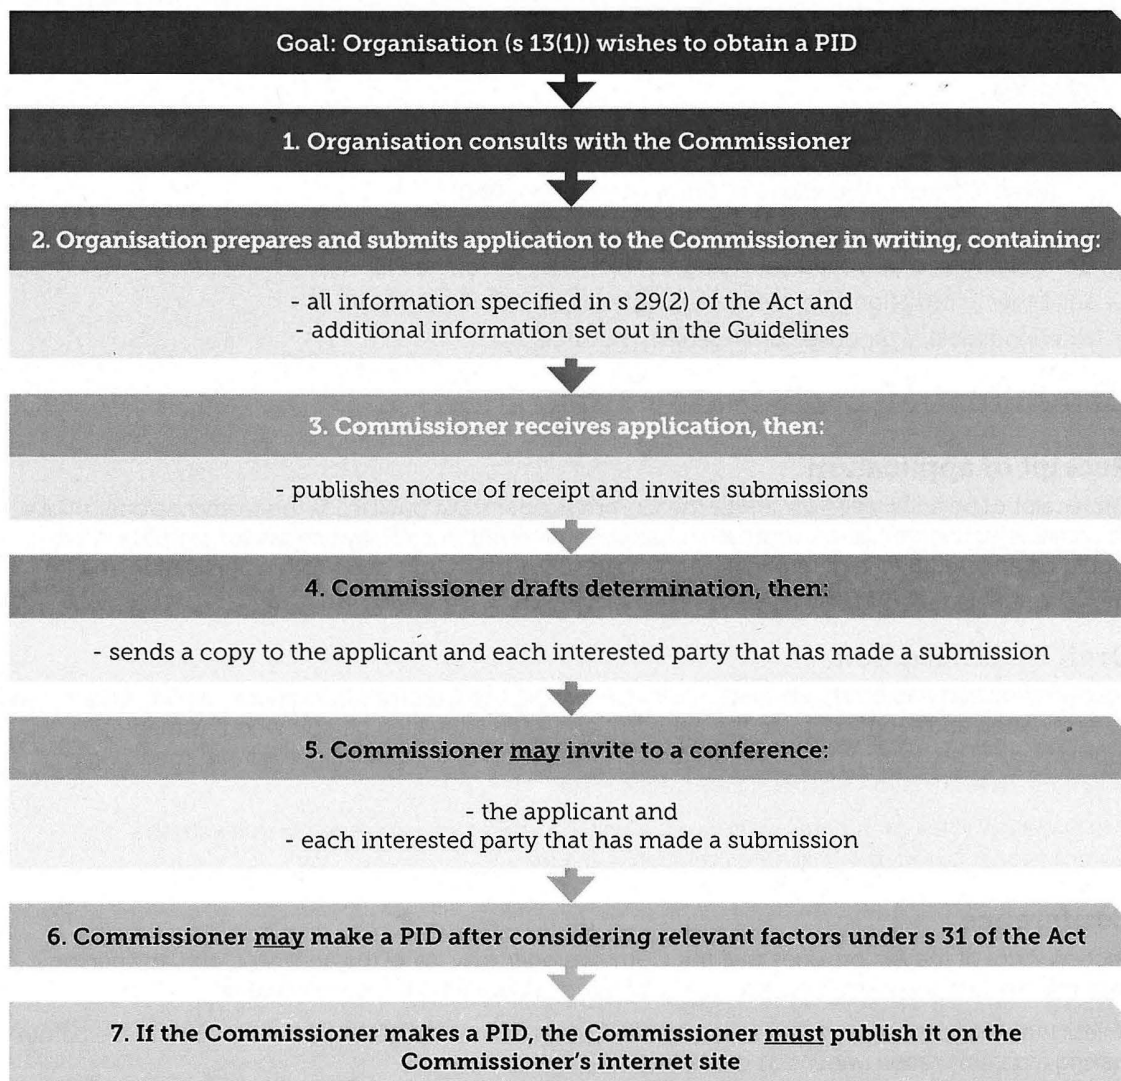 Goal: Organisation (s 13(1)) wishes to obtain a PID
1. Organisation consults with the Commissioner
2. Organisation prepares and submits application to the Commissioner in writing, containing:
- all information specified in s 29(2) of the Act and
- additional information set out in the Guidelines
3. Commissioner receives application, then:
- publishes notice of receipt and invites submissions
4. Commissioner drafts determination, then:
- sends a copy to the applicant and each interested party that has made a submission
5. Commissioner may invite to a conference:
- the applicant and
- each interested party that has made a submission
6. Commissioner may make a PID after considering relevant factors under s 31 of the Act
7. If the Commissioner makes a PID, the Commissioner must publish it on the
Commissioner's internet site